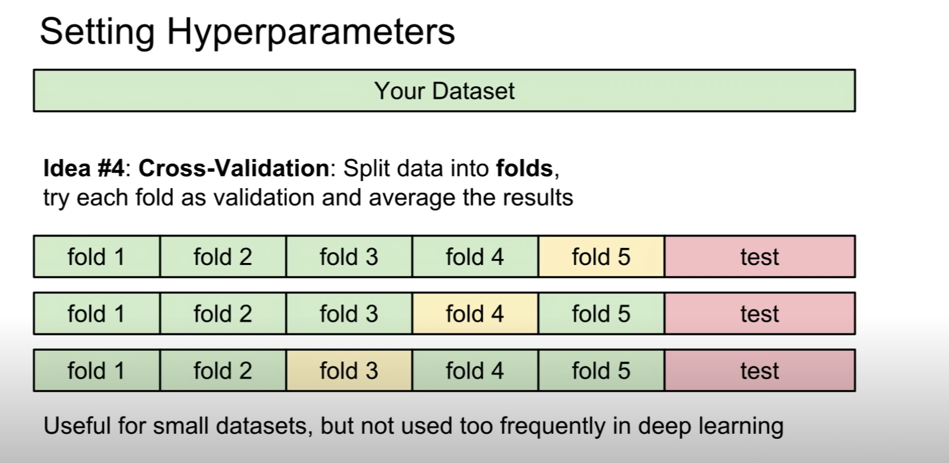 Setting Hyperparameters
Your Dataset
Idea #4: Cross-Validation: Split data into folds,
try each fold as validation and average the results
fold 1 fold 2 fold 3 fold 4 fold 5 test
fold 1 fold 2 fold 3 fold 4 fold 5 test
fold 1 fold 2 fold 3 fold 4 fold 5 test
Useful for small datasets, but not used too frequently in deep learning